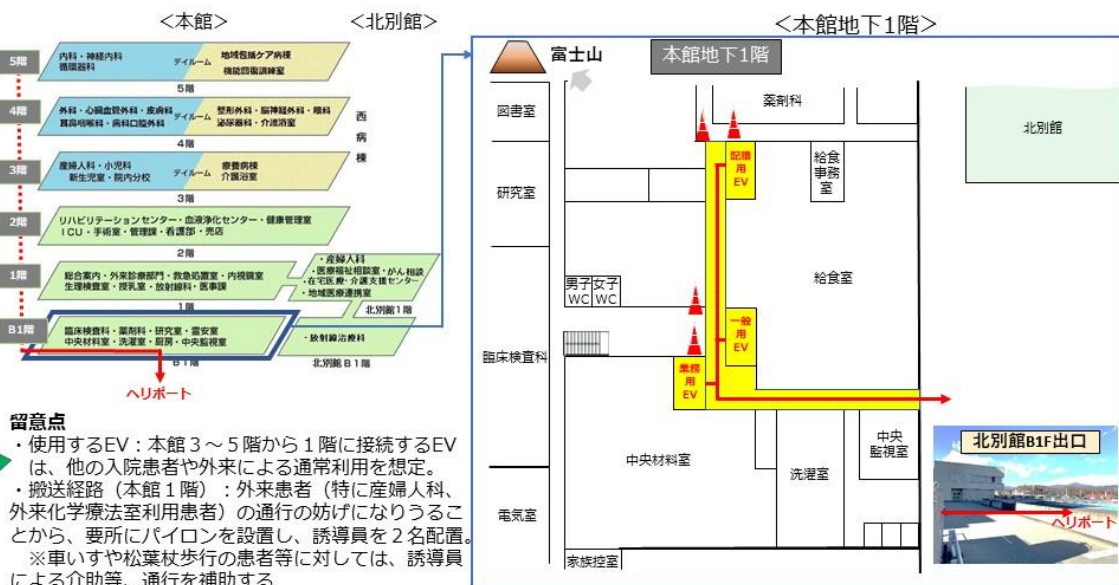 ＜本館＞
＜北別館＞
5階
内科・神経内科
循環器科
デイルーム
地域包括ケア病棟
機能回復訓練室
5階
4階
外科・心臓血管外科・皮膚科
耳鼻咽喉科・歯科口腔外科
デイルーム
整形外科・脳神経外科・眼科
泌尿器科・介護浴室
4階
西病棟
3階
産婦人科・小児科
新生児室・院内分校
デイルーム
療養病棟
介護浴室
3階
2階
リハビリテーションセンター・血液浄化センター・健康管理室
ICU・手術室・管理課・看護部・売店
2階
1階
総合案内・外来診療部門・救急処置室・内視鏡室
生理検査室・授乳室・放射線科・医事課
1階
・産婦人科
・医療福祉相談室・がん相談
・在宅医療・介護支援センター
・地域医療連携室
北別館1階
B1階
臨床検査科・薬剤科・研究室・霊安室
中央材料室・洗濯室・厨房・中央監視室
B1階
・放射線治療科
北別館B1階
ヘリポート
留意点
・使用するEV：本館３～５階から１階に接続するEV
は、他の入院患者や外来による通常利用を想定。
・搬送経路（本館１階）：外来患者（特に産婦人科、
外来化学療法室利用患者）の通行の妨げになりうるこ
とから、要所にパイロンを設置し、誘導員を２名配置。
※車いすや松葉杖歩行の患者等に対しては、誘導員
による介助等、通行を補助する
＜本館地下1階＞
富士山
本館地下1階
図書室
薬剤科
北別館
配膳用EV
給食事務室
研究室
給食室
男子WC
女子WC
一般用EV
臨床検査科
業務用EV
中央材料室
洗濯室
中央監視室
電気室
家族控室
北別館B1F出口
ヘリポート